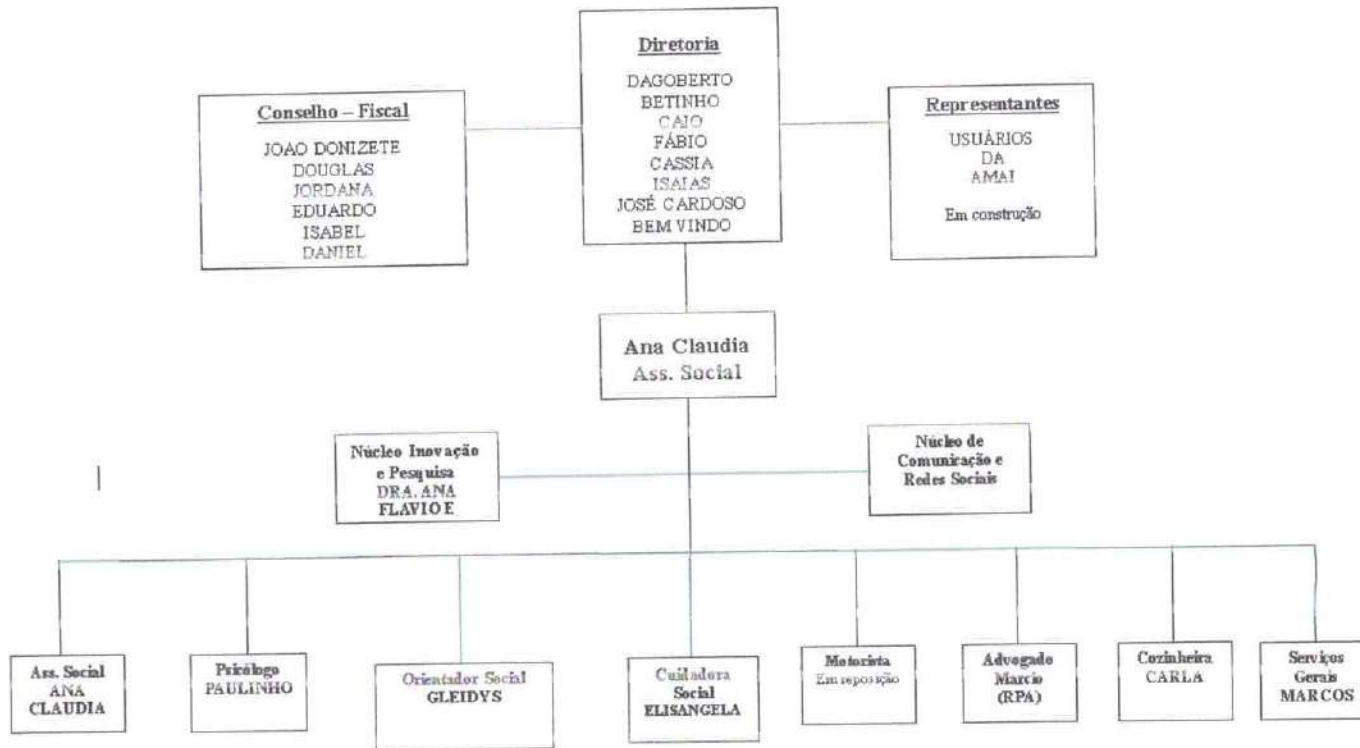 Diretoria
DAGOBERTO
BETINHO
CAIO
FÁBIO
CASSIA
ISAIAS
JOSÉ CARDOSO
BEM VINDO
Conselho – Fiscal
JOAO DONIZETE
DOUGLAS
JORDANA
EDUARDO
ISABEL
DANIEL
Representantes
USUÁRIOS
DA
AMAI
Em construção
Ana Claudia
Ass. Social
Núcleo Inovação
e Pesquisa
DRA. ANA
FLAVIO E
Núcleo de
Comunicação e
Redes Sociais
Ass. Social
ANA
CLAUDIA
Psicólogo
PAULINHO
Orientador Social
GLEIDYS
Cuidadora
Social
ELISANGELA
Motorista
Em reposição
Advogado
Marcio
(RPA)
Cozinheira
CARLA
Serviços
Gerais
MARCOS